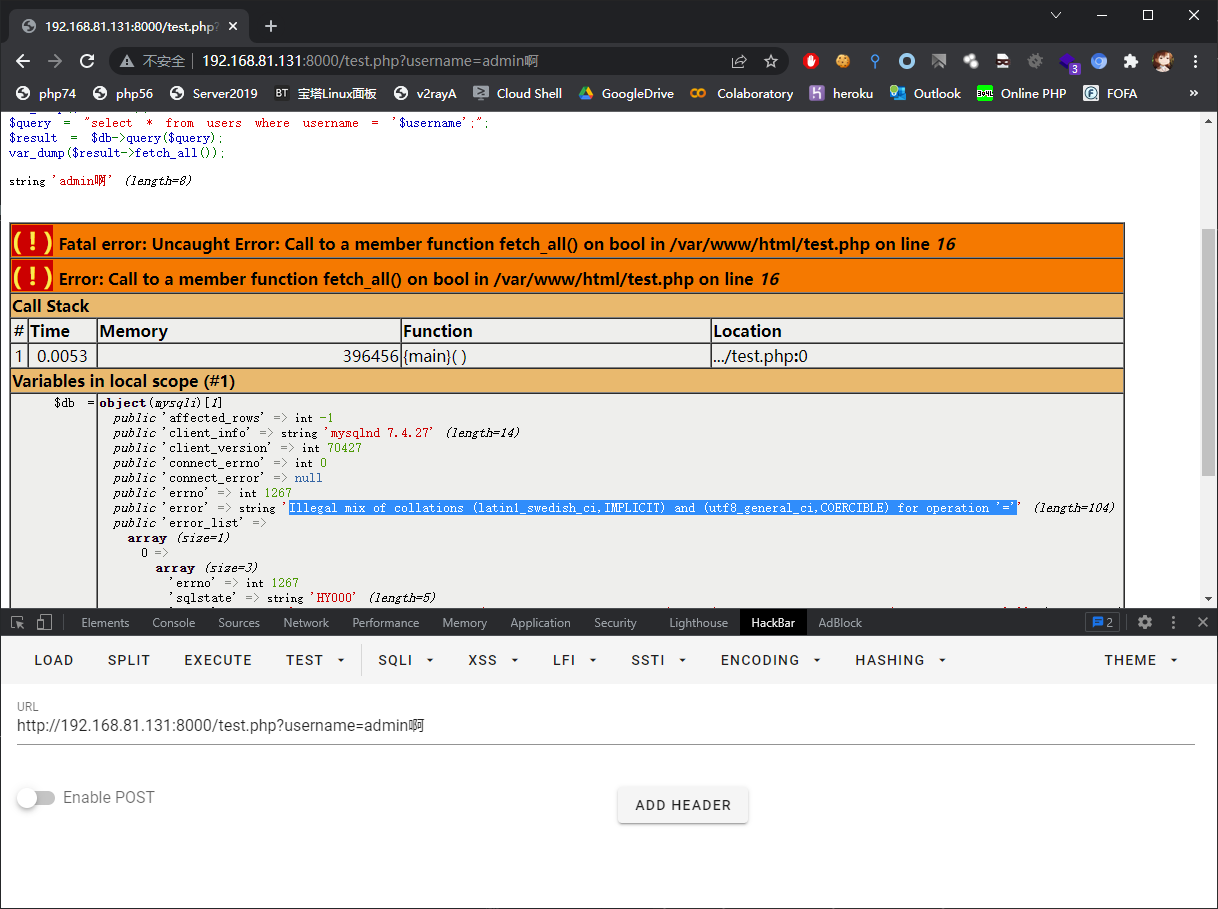 192.168.81.131:8000/test.php?
不安全 192.168.81.131:8000/test.php?username=admin啊
3
php74 php56 Server2019 BT 宝塔Linux面板 v2rayA Cloud Shell GoogleDrive Colaboratory heroku Outlook Online PHP FOFA »
$query = "select * from users where username = '$username';";
$result = $db->query($query);
var_dump($result->fetch_all());
string 'admin啊' (length=8)
( ! ) Fatal error: Uncaught Error: Call to a member function fetch_all() on bool in /var/www/html/test.php on line 16
( ! ) Error: Call to a member function fetch_all() on bool in /var/www/html/test.php on line 16
Call Stack
# Time Memory Function Location
1 0.0053 396456 {main}( ) .../test.php:0
Variables in local scope (#1)
$db = object(mysqli)[1]
public 'affected_rows' => int -1
public 'client_info' => string 'mysqlnd 7.4.27' (length=14)
public 'client_version' => int 70427
public 'connect_errno' => int 0
public 'connect_error' => null
public 'errno' => int 1267
public 'error' => string 'Illegal mix of collations (latin1_swedish_ci,IMPLICIT) and (utf8_general_ci,COERCIBLE) for operation '='' (length=104)
public 'error_list' =>
array (size=1)
0 =>
array (size=3)
'errno' => int 1267
'sqlstate' => string 'HY000' (length=5)
Elements Console Sources Network Performance Memory Application Security Lighthouse HackBar AdBlock 2
LOAD SPLIT EXECUTE TEST SQLI XSS LFI SSTI ENCODING HASHING THEME
URL
http://192.168.81.131:8000/test.php?username=admin啊
Enable POST ADD HEADER